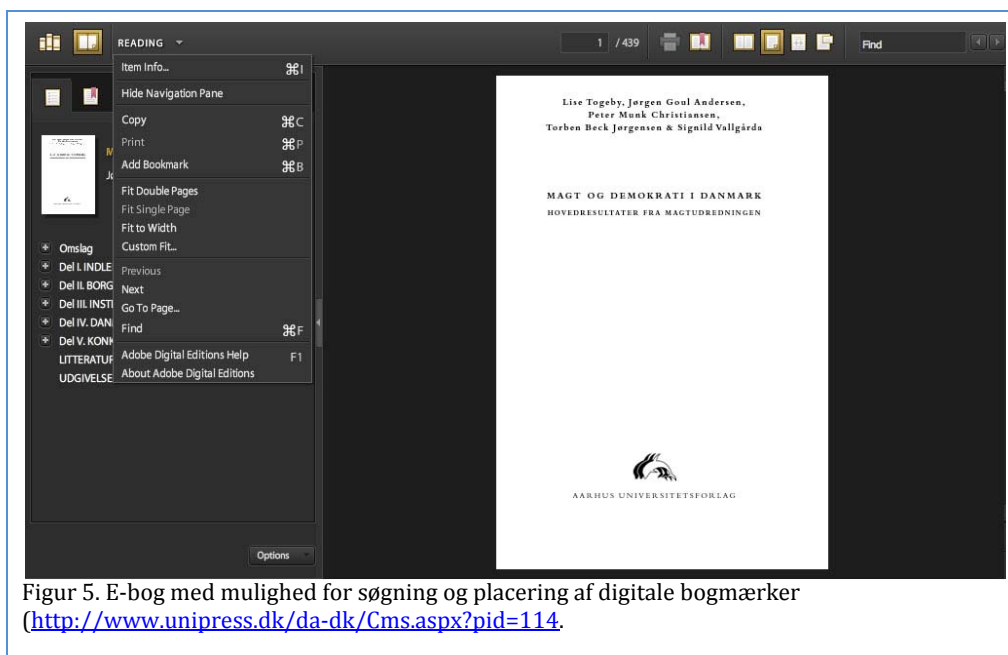 READING
1 / 439
Find
Item Info... ⌘I
Hide Navigation Pane
Copy ⌘C
Print ⌘P
Add Bookmark ⌘B
Fit Double Pages
Fit Single Page
Fit to Width
Custom Fit...
Previous
Next
Go To Page...
Find ⌘F
Adobe Digital Editions Help F1
About Adobe Digital Editions
M
Jø
Omslag
Del I. INDLE
Del II. BORG
Del III. INSTI
Del IV. DAN
Del V. KONK
LITTERATUR
UDGIVELSE
Options
Lise Togeby, Jørgen Goul Andersen,
Peter Munk Christiansen,
Torben Beck Jørgensen & Signild Vallgårda
MAGT OG DEMOKRATI I DANMARK
HOVEDRESULTATER FRA MAGTUDREDNINGEN
AARHUS UNIVERSITETSFORLAG
Figur 5. E-bog med mulighed for søgning og placering af digitale bogmærker
(http://www.unipress.dk/da-dk/Cms.aspx?pid=114.